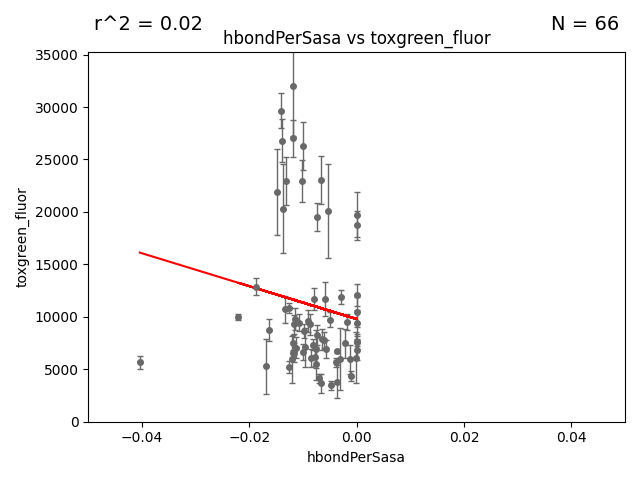 r^2 = 0.02
N = 66
hbondPerSasa vs toxgreen_fluor
35000
30000
25000
20000
15000
10000
5000
0
toxgreen_fluor
−0.04
−0.02
0.00
0.02
0.04
hbondPerSasa